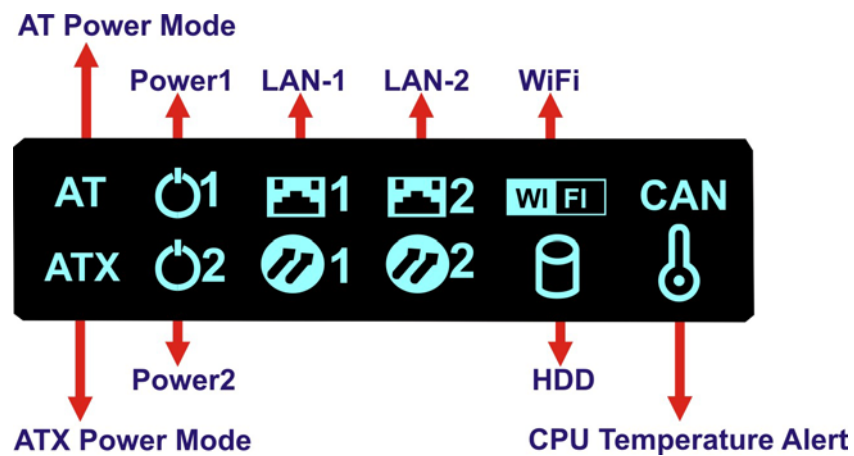 AT Power Mode
Power1 LAN-1 LAN-2 WiFi
AT 1 1 2 WI FI CAN
ATX 2 1 2
Power2 HDD
ATX Power Mode CPU Temperature Alert